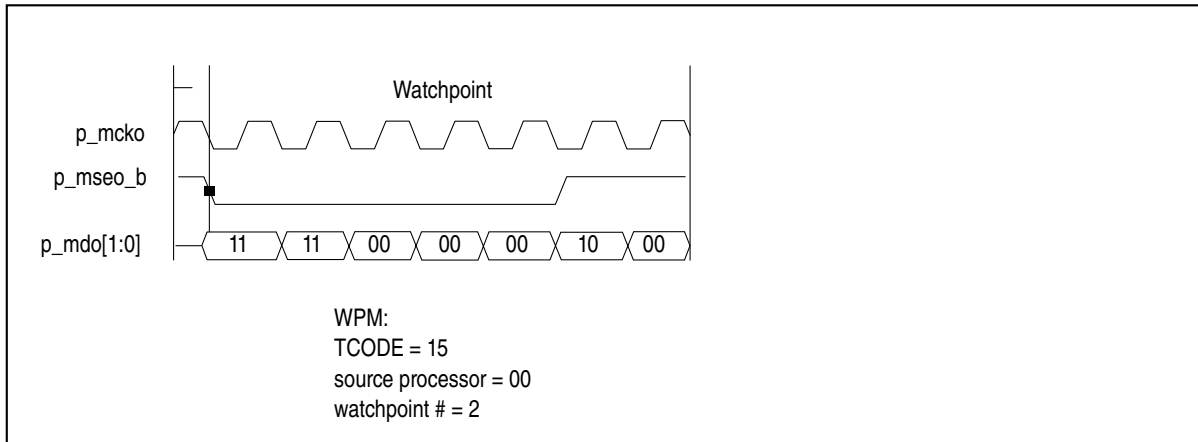 Watchpoint
p_mcko
p_mseo_b
p_mdo[1:0] 11 11 00 00 00 10 00
WPM:
TCODE = 15
source processor = 00
watchpoint # = 2